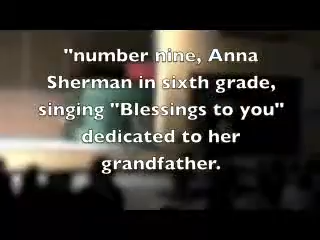 "number nine, Anna
Sherman in sixth grade,
singing "Blessings to you"
dedicated to her
grandfather.